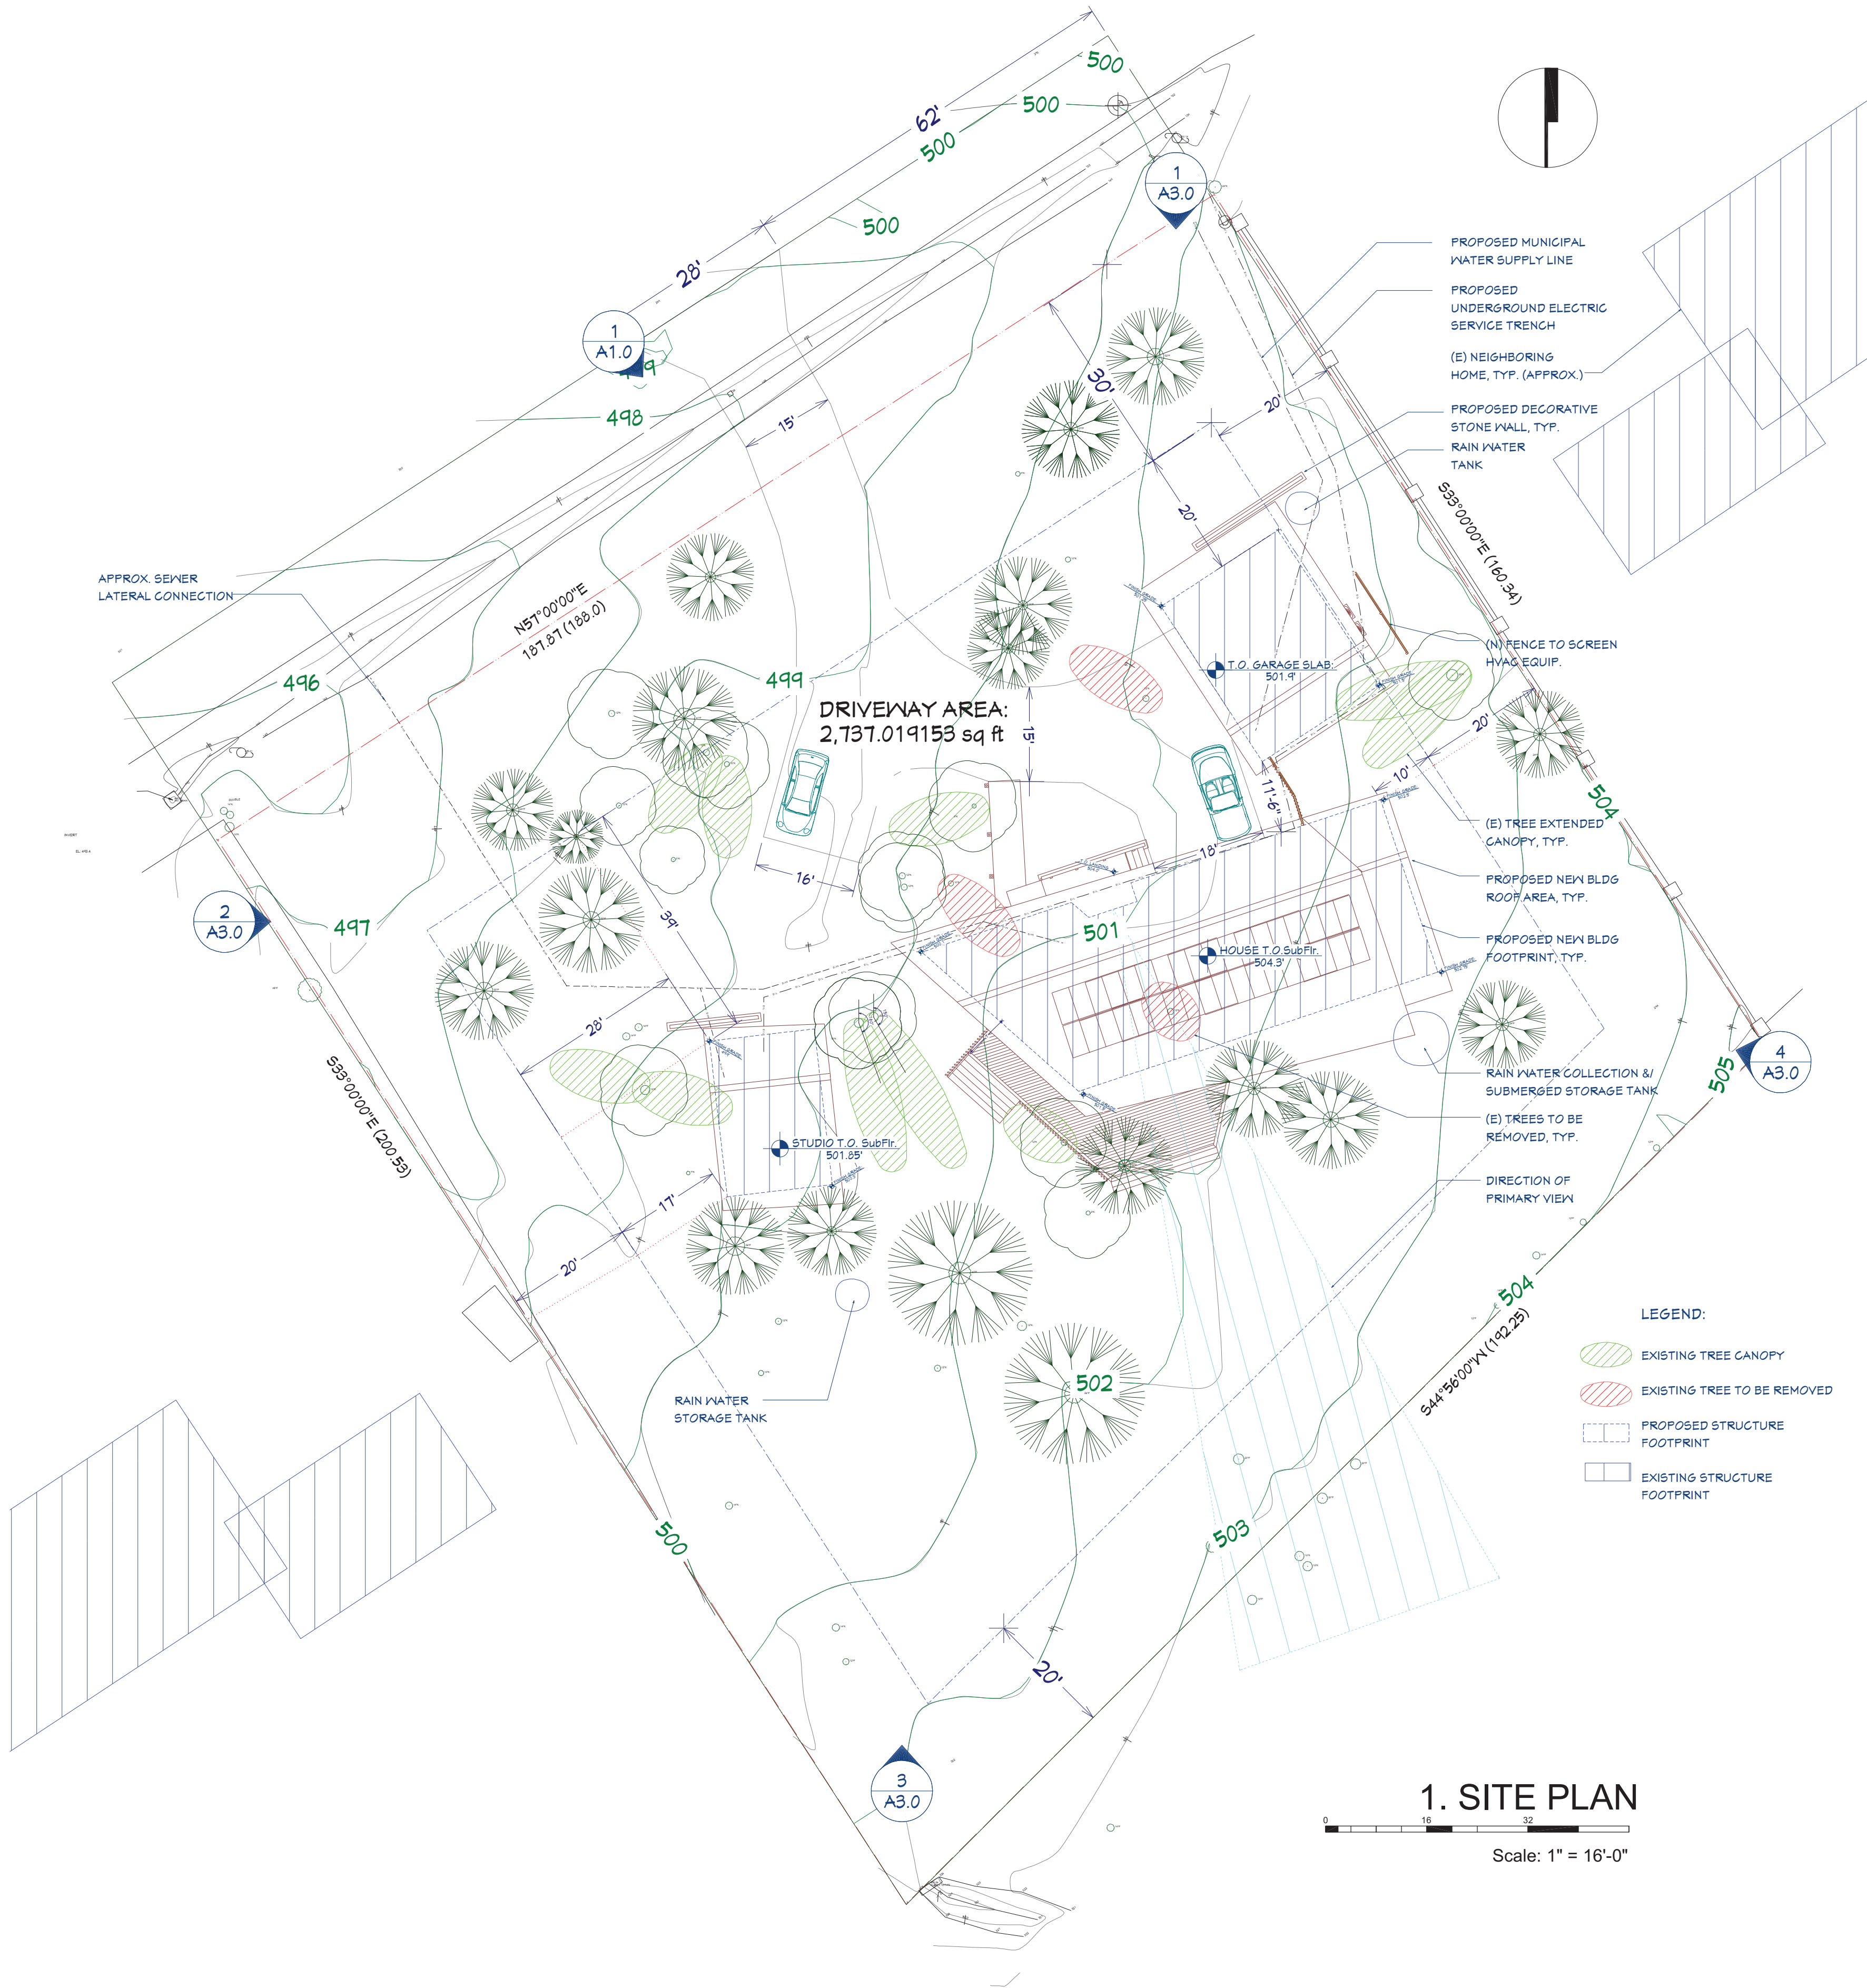 500
62'
500
500
1
A3.0
500
28'
PROPOSED MUNICIPAL
WATER SUPPLY LINE
PROPOSED
UNDERGROUND ELECTRIC
SERVICE TRENCH
(E) NEIGHBORING
HOME, TYP. (APPROX.)
1
A1.0
498
15'
30'
20'
PROPOSED DECORATIVE
STONE WALL, TYP.
RAIN WATER
TANK
20'
S33°00'00"E (160.34)
APPROX. SEWER
LATERAL CONNECTION
N57°00'00"E
187.87 (188.0)
(N) FENCE TO SCREEN
HVAC EQUIP.
T.O. GARAGE SLAB:
501.9'
496
499
DRIVEWAY AREA:
2,737.019153 sq ft
15'
20'
10'
11'-6"
504
(E) TREE EXTENDED
CANOPY, TYP.
18'
16'
PROPOSED NEW BLDG
ROOF AREA, TYP.
39'
2
A3.0
497
501
PROPOSED NEW BLDG
FOOTPRINT, TYP.
HOUSE T.O.SubFlr.
504.3'
28'
4
A3.0
505
RAIN WATER COLLECTION &/
SUBMERGED STORAGE TANK
(E) TREES TO BE
REMOVED, TYP.
S33°00'00"E (200.53)
STUDIO T.O. SubFlr.
501.85'
DIRECTION OF
PRIMARY VIEW
17'
20'
504
S44°56'00"W (192.25)
LEGEND:
EXISTING TREE CANOPY
EXISTING TREE TO BE REMOVED
PROPOSED STRUCTURE
FOOTPRINT
EXISTING STRUCTURE
FOOTPRINT
502
RAIN WATER
STORAGE TANK
500
503
20'
3
A3.0
1. SITE PLAN
0 16 32
Scale: 1" = 16'-0"